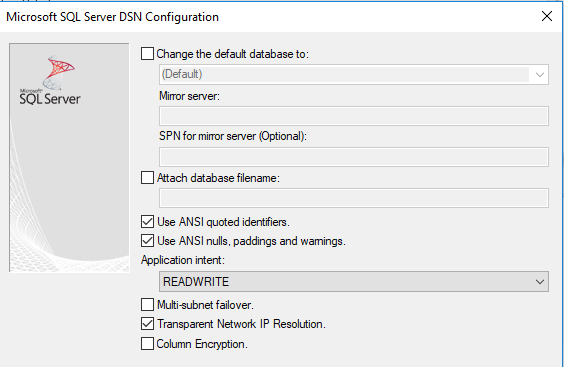 Microsoft SQL Server DSN Configuration
Microsoft®
SQL Server
Change the default database to:
(Default)
Mirror server:
SPN for mirror server (Optional):
Attach database filename:
Use ANSI quoted identifiers.
Use ANSI nulls, paddings and warnings.
Application intent:
READWRITE
Multi-subnet failover.
Transparent Network IP Resolution.
Column Encryption.